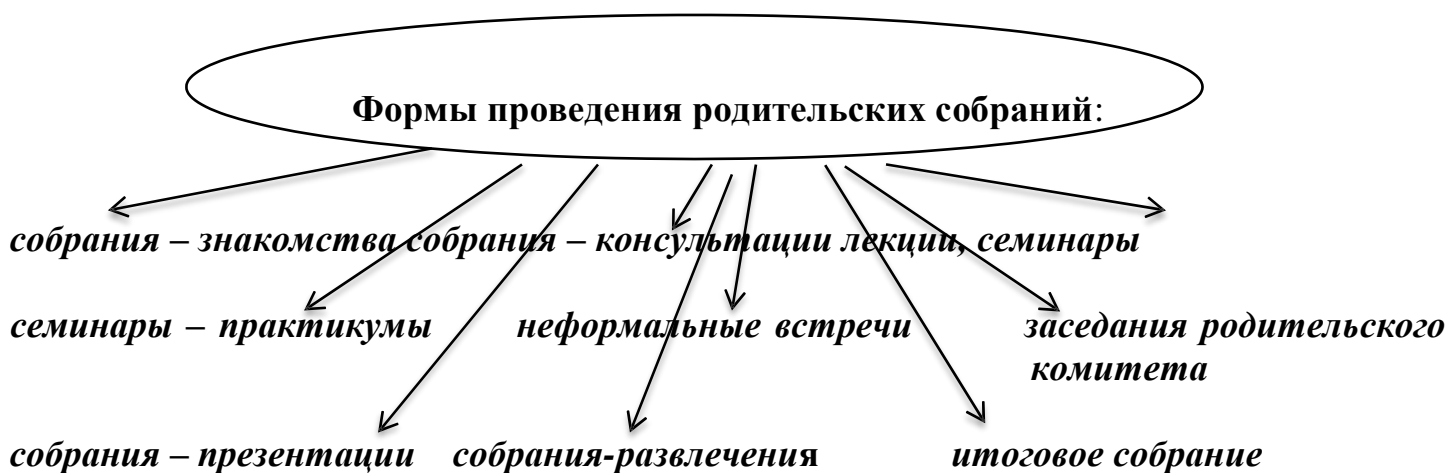 Формы проведения родительских собраний:
собрания – знакомства собрания – консультации лекции, семинары
семинары – практикумы неформальные встречи заседания родительского
комитета
собрания – презентации собрания-развлечения итоговое собрание